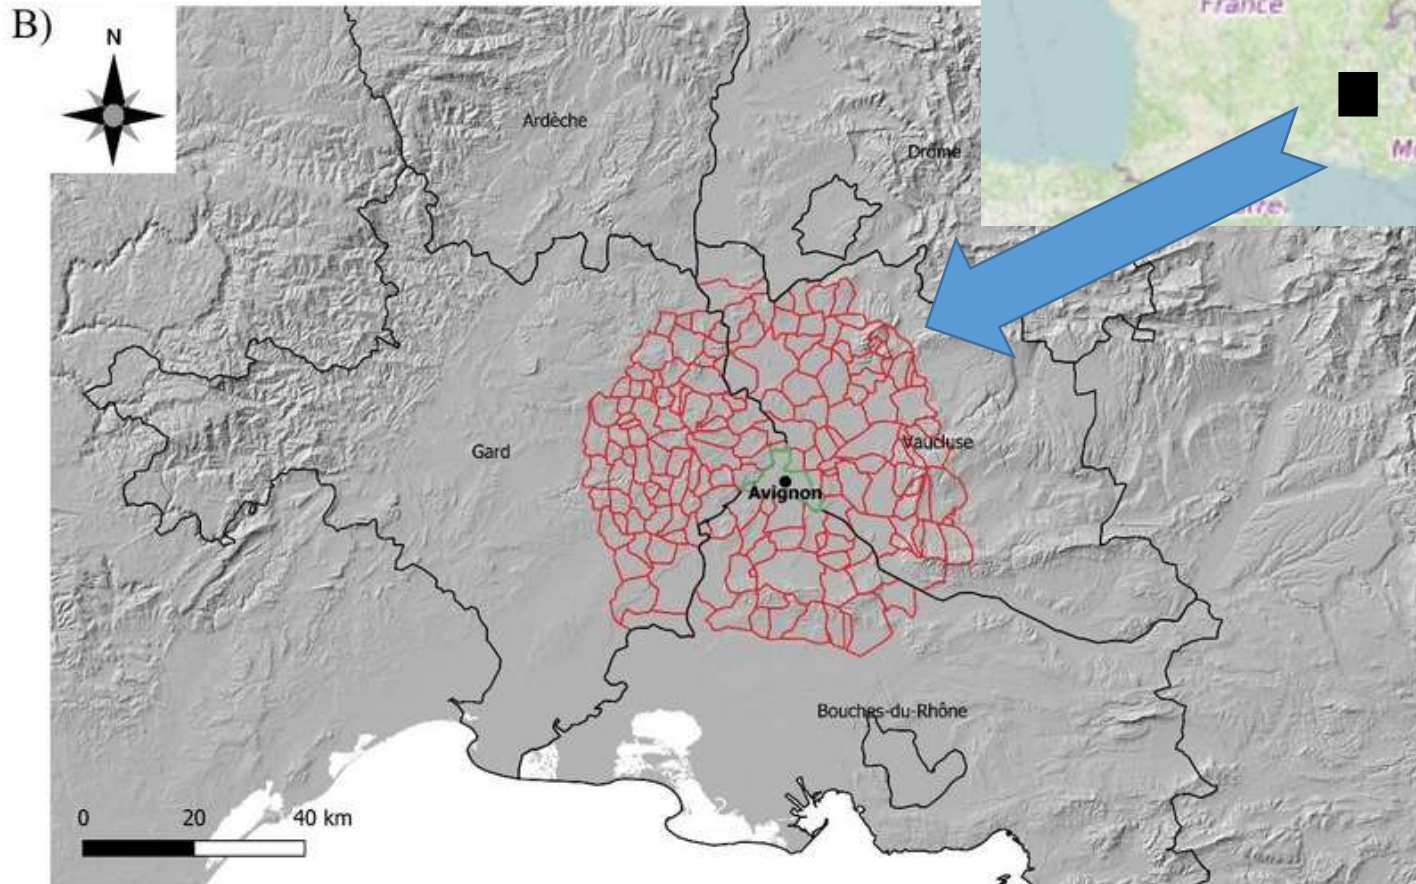 B)
N
France
Ardèche
Drôme
Vaucluse
Gard
Avignon
Bouches-du-Rhône
0 20 40 km